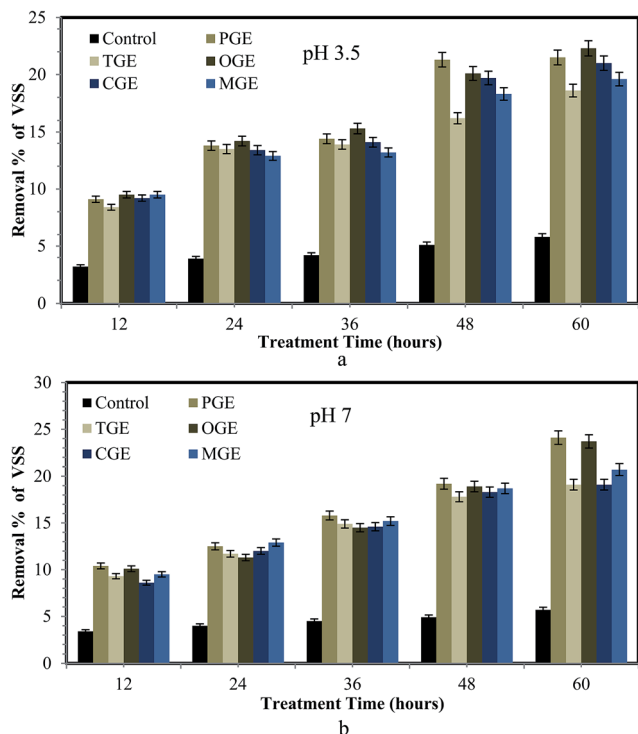 25
20
15
10
5
0
Removal % of VSS
Control PGE
TGE OGE
CGE MGE
pH 3.5
12 24 36 48 60
Treatment Time (hours)
a
30
25
20
15
10
5
0
Removal % of VSS
Control PGE
TGE OGE
CGE MGE
pH 7
12 24 36 48 60
Treatment Time (hours)
b